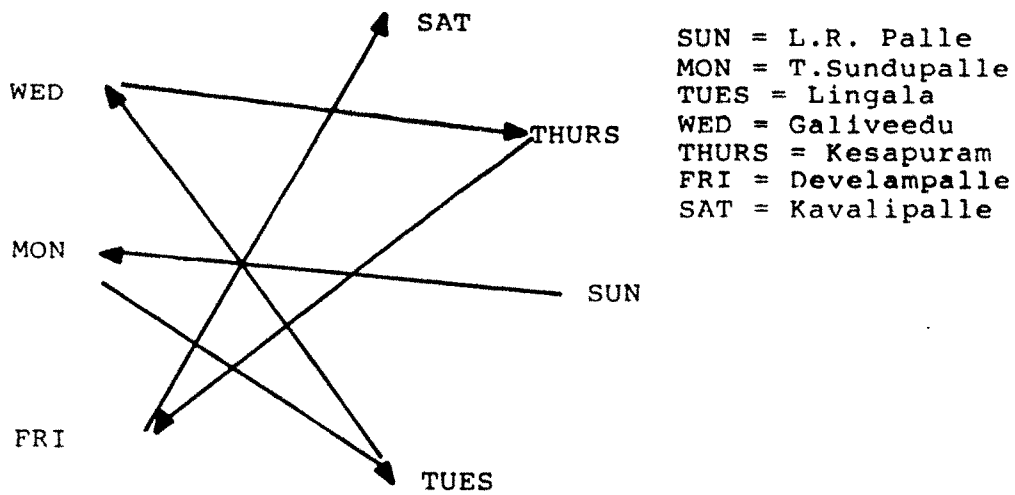 SAT
WED
THURS
MON
SUN
FRI
TUES
SUN = L.R. Palle
MON = T.Sundupalle
TUES = Lingala
WED = Galiveedu
THURS = Kesapuram
FRI = Develampalle
SAT = Kavalipalle